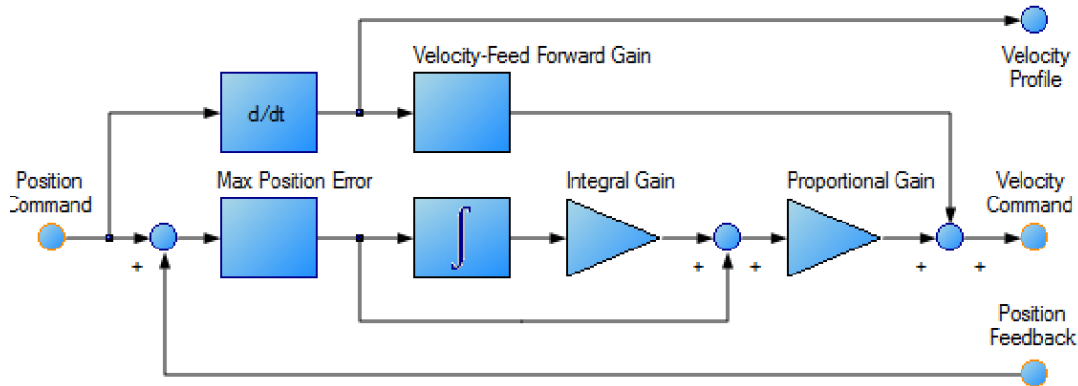 Velocity
Profile
Velocity-Feed Forward Gain
d/dt
Position
Command
Max Position Error
∫
Integral Gain
Proportional Gain
Velocity
Command
+
+
+
+
+
Position
Feedback